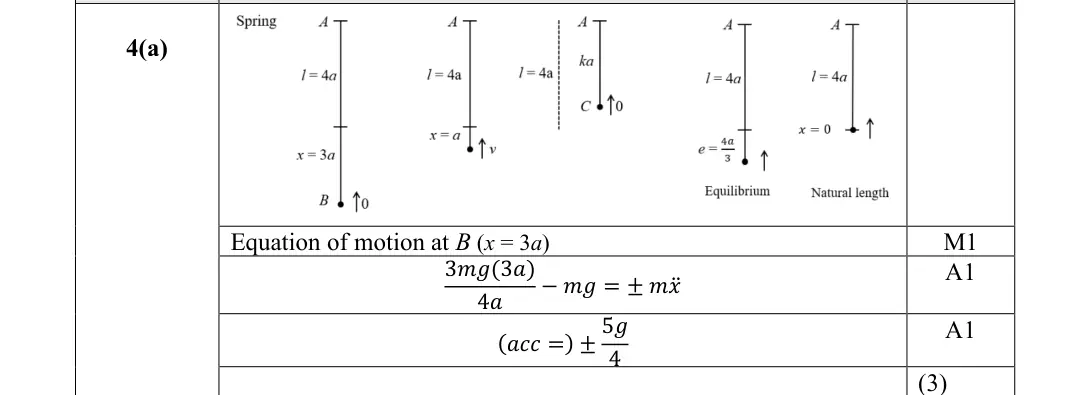 4(a)
Spring
A A A A A
l = 4a l = 4a l = 4a ka l = 4a l = 4a
C ↑0
x = a ↑v x = 0 ↑
x = 3a e = 4a/3 ↑
B ↑0 Equilibrium Natural length
Equation of motion at B (x = 3a) M1
3mg(3a)/4a − mg = ± mẍ A1
(acc =) ± 5g/4 A1
(3)